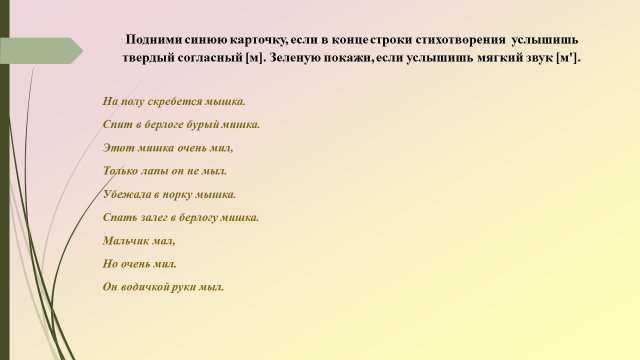 Подними синюю карточку, если в конце строки стихотворения услышишь
твердый согласный [м]. Зеленую покажи, если услышишь мягкий звук [м'].
На полу скребется мышка.
Спит в берлоге бурый мишка.
Этот мишка очень мил,
Только лапы он не мыл.
Убежала в норку мышка.
Спать залег в берлогу мишка.
Мальчик мал,
Но очень мил.
Он водичкой руки мыл.